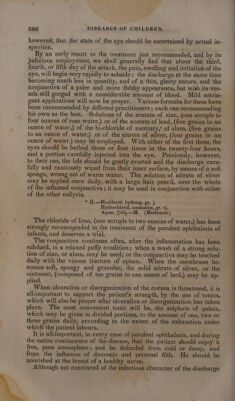 680 DISEASES OF CHILDREN.
however, that the state of the eye should be ascertained by actual in-
spection.
By an early resort to the treatment just recommended, and by its
judicious employment, we shall generally find that about the third,
fourth, or fifth day of the attack, the pain, swelling and irritation of the
eye, will begin very rapidly to subside; the discharge at the same time
becoming much less in quantity, and of a thin, gleety nature, and the
conjunctiva of a paler and more flabby appearance, but with its ves-
sels still gorged with a considerable amount of blood. Mild astrin-
gent applications will now be proper. Various formulæ for these have
been recommended by different practitioners; each one recommending
his own as the best. Solutions of the acetate of zinc, (one scruple to
four ounces of rose water,) or of the acetate of lead, (five grains to an
ounce of water,) of the bi-chloride of mercury,* of alum, (five grains
to an ounce of water,) or of the nitrate of silver, (four grains to an
ounce of water,) may be employed. With either of the first three, the
eyes should be bathed three or four times in the twenty-four hours,
and a portion carefully injected into the eye. Previously, however,
to their use, the lids should be gently everted and the discharge care-
fully and cautiously wiped from their inner surface, by means of a soft
sponge, wrung out of warm water. The solution of nitrate of silver
may be applied once daily, with a large hair pencil, over the whole
of the inflamed conjunctiva; it may be used in conjunction with either
of the other collyria.
* R.—Bi-chlorid. hydrarg. gr. j.
Hydrochlorid. ammoniæ, gr. vj.
Aquæ,
The chloride of lime, (one scruple to two ounces of water,) has been
strongly recommended in the treatment of the purulent ophthalmia of
infants, and deserves a trial.
The conjunctiva continues often, after the inflammation has been
subdued, in a relaxed puffy condition; when a wash of a strong solu-
tion of zinc, or alum, may be used; or the conjunctiva may be touched
daily with the vinous tincture of opium. When the membrane be-
comes soft, spongy and granular, the solid nitrate of silver, or the
ointment, (composed of ten grains to one ounce of lard,) may be ap-
plied.
When ulceration or disorganization of the cornea is threatened, it is
all-important to support the patient's strength, by the use of tonics,
which will also be proper after ulceration or disorganization has taken
place. The most convenient tonic will be, the sulphate of quinia,
which may be given in divided portions, to the amount of one, two or
three grains daily, according to the extent of the exhaustion under
which the patient labours.
It is all-important, in every case of purulent ophthalmia, and during
the entire continuance of the disease, that the patient should enjoy a
free, pure atmosphere; and be defended from cold or damp, and
from the influence of domestic and personal filth. He should be
nourished at the breast of a healthy nurse.
Although not convinced of the infectious character of the discharge